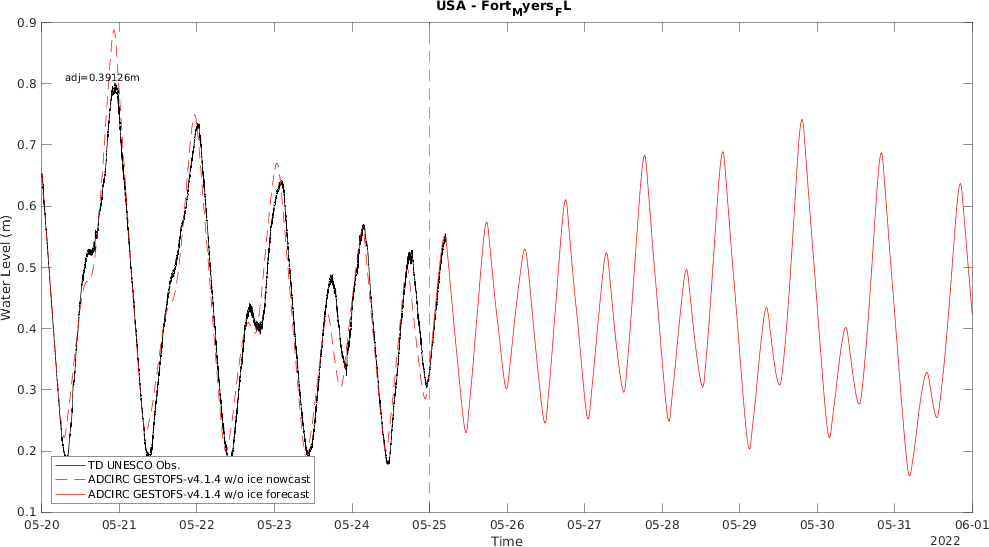 USA - Fort_Myers_FL
0.9
adj=0.39126m
0.8
0.7
0.6
0.5
0.4
0.3
0.2
0.1
Water Level (m)
TD UNESCO Obs.
ADCIRC GESTOFS-v4.1.4 w/o ice nowcast
ADCIRC GESTOFS-v4.1.4 w/o ice forecast
05-20 05-21 05-22 05-23 05-24 05-25 05-26 05-27 05-28 05-29 05-30 05-31 06-01
Time
2022